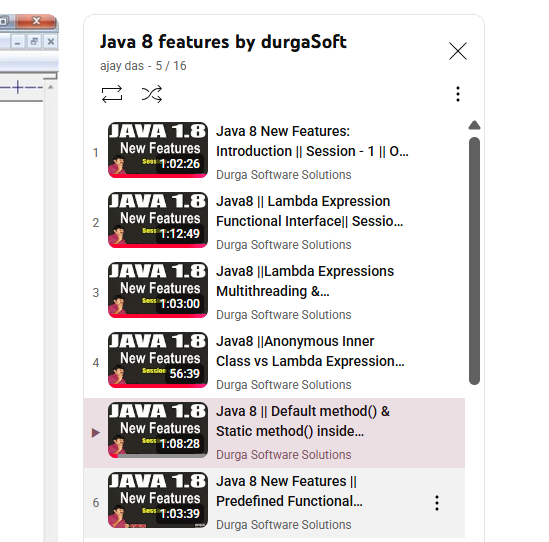 Java 8 features by durgaSoft
ajay das - 5 / 16
1
JAVA 1.8
New Features
1:02:26
Java 8 New Features:
Introduction || Session - 1 || O...
Durga Software Solutions
2
JAVA 1.8
New Features
1:12:49
Java8 || Lambda Expression
Functional Interface|| Sessio...
Durga Software Solutions
3
JAVA 1.8
New Features
1:03:00
Java8 ||Lambda Expressions
Multithreading &...
Durga Software Solutions
4
JAVA 1.8
New Features
Session
56:39
Java8 ||Anonymous Inner
Class vs Lambda Expression...
Durga Software Solutions
JAVA 1.8
New Features
1:08:28
Java 8 || Default method() &
Static method() inside...
Durga Software Solutions
6
JAVA 1.8
New Features
1:03:39
Java 8 New Features ||
Predefined Functional...
Durga Software Solutions